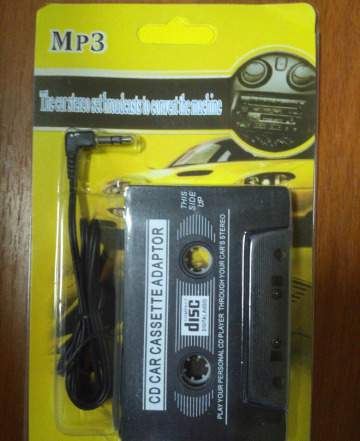 MP3
The car stereo set broadcasts to convert the machine
THIS
SIDE
UP
CD CAR CASSETTE ADAPTOR
COMPACT
disc
DIGITAL AUDIO
PLAY YOUR PERSONAL CD PLAYER THROUGH YOUR CAR'S STEREO